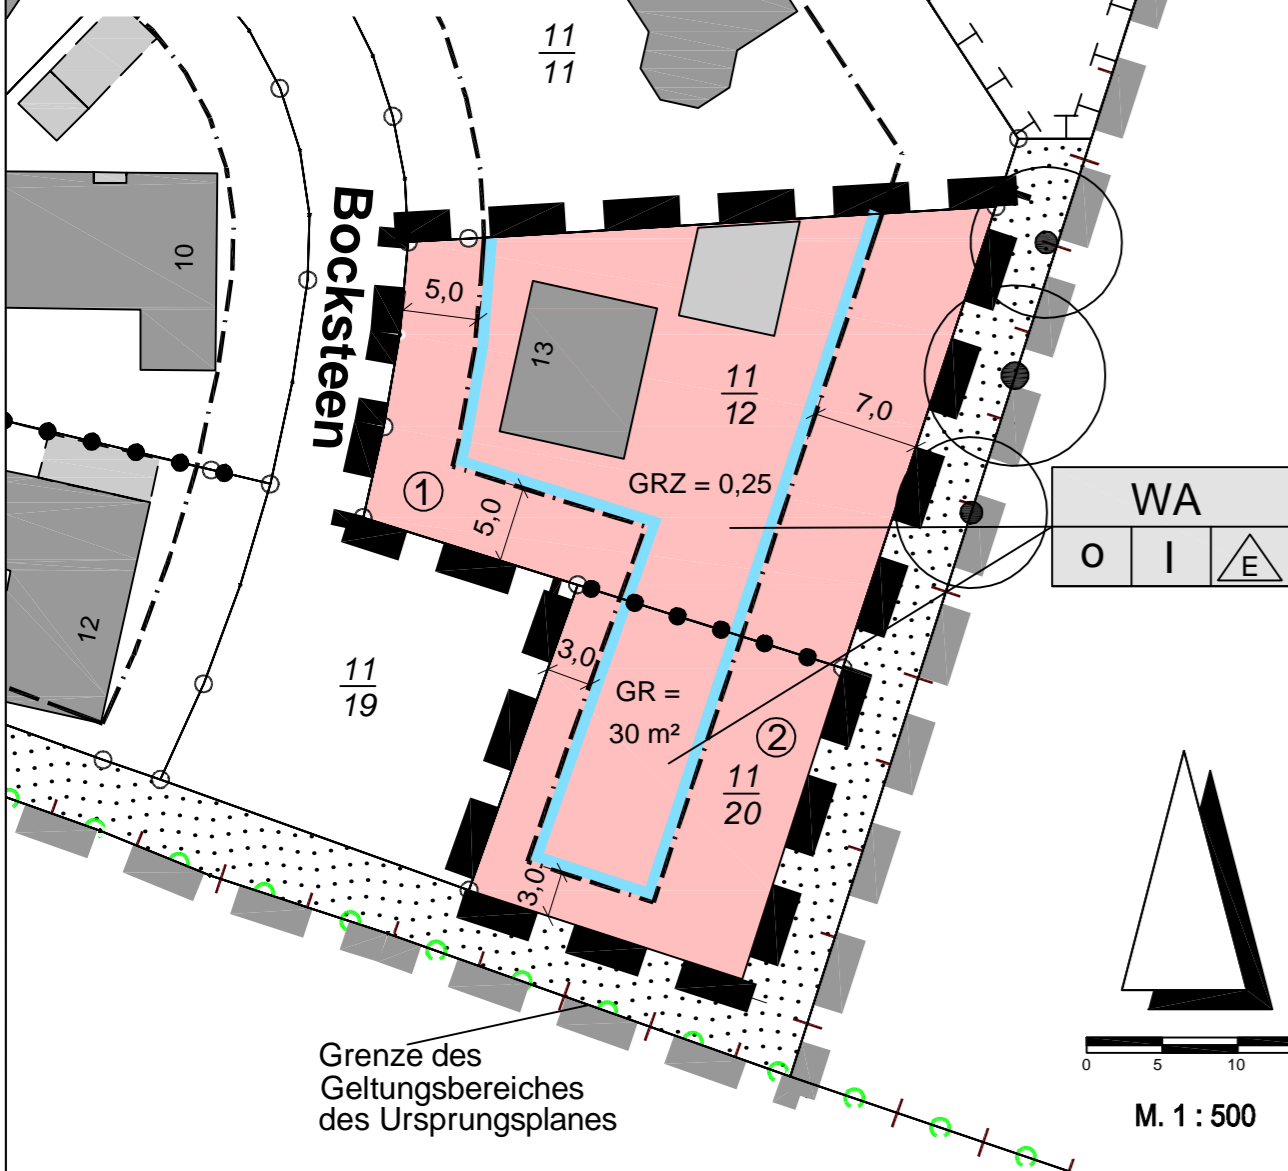 11
11
10
Bocksteen
5,0
13
11
12
7,0
GRZ = 0,25
1
5,0
WA
o I E
12
3,0
11
19
GR =
30 m²
2
11
20
3,0
Grenze des
Geltungsbereiches
des Ursprungsplanes
0 5 10
M. 1 : 500